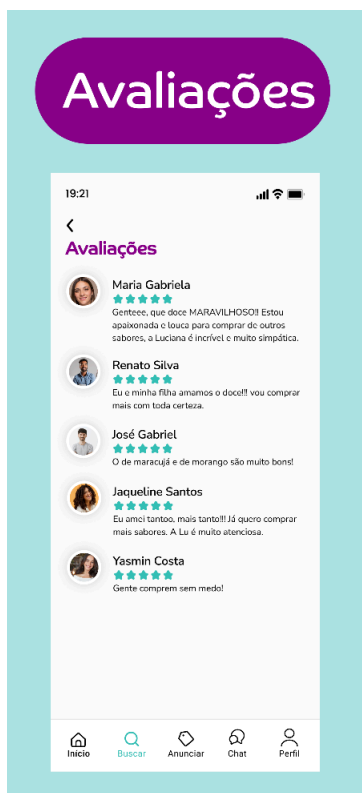 Avaliações
19:21
Avaliações
Maria Gabriela
Genteee, que doce MARAVILHOSO!! Estou
apaixonada e louca para comprar de outros
sabores, a Luciana é incrível e muito simpática.
Renato Silva
Eu e minha filha amamos o doce!!! vou comprar
mais com toda certeza.
José Gabriel
O de maracujá e de morango são muito bons!
Jaqueline Santos
Eu amei tantoo, mais tanto!!! Já quero comprar
mais sabores. A Lu é muito atenciosa.
Yasmin Costa
Gente comprem sem medo!
Início Buscar Anunciar Chat Perfil